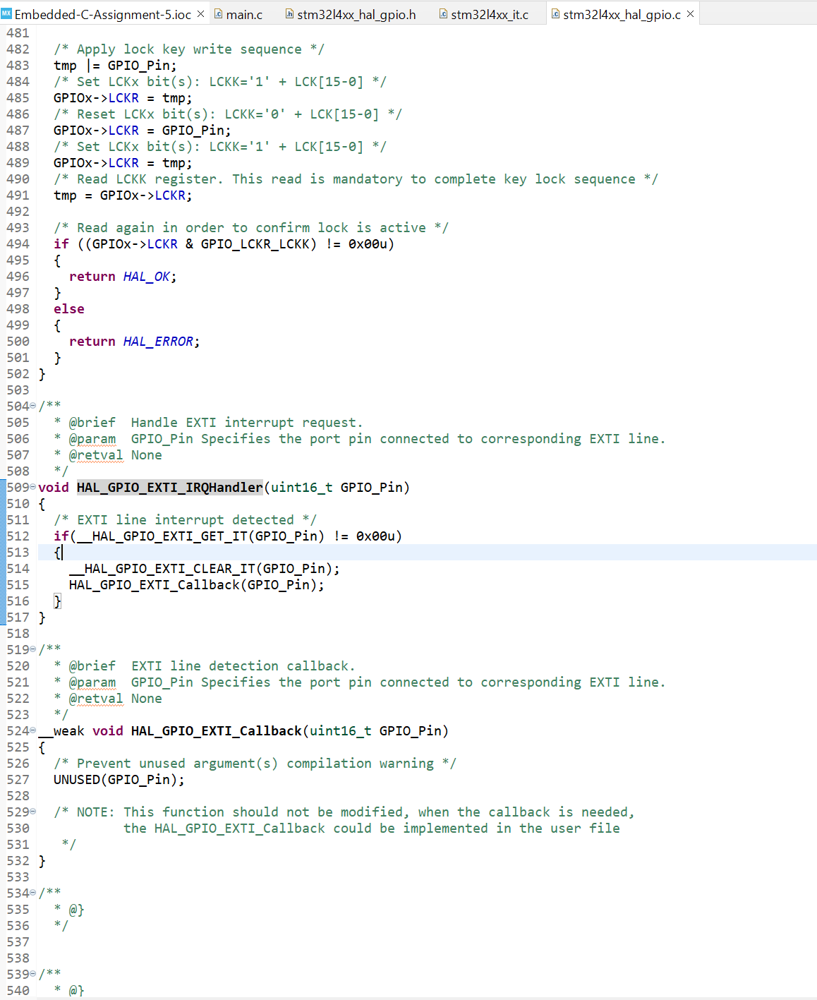 MX Embedded-C-Assignment-5.ioc × .c main.c .h stm32l4xx_hal_gpio.h .c stm32l4xx_it.c .c stm32l4xx_hal_gpio.c ×
481
482   /* Apply lock key write sequence */
483   tmp |= GPIO_Pin;
484   /* Set LCKx bit(s): LCKK='1' + LCK[15-0] */
485   GPIOx->LCKR = tmp;
486   /* Reset LCKx bit(s): LCKK='0' + LCK[15-0] */
487   GPIOx->LCKR = GPIO_Pin;
488   /* Set LCKx bit(s): LCKK='1' + LCK[15-0] */
489   GPIOx->LCKR = tmp;
490   /* Read LCKK register. This read is mandatory to complete key lock sequence */
491   tmp = GPIOx->LCKR;
492
493   /* Read again in order to confirm lock is active */
494   if ((GPIOx->LCKR & GPIO_LCKR_LCKK) != 0x00u)
495   {
496     return HAL_OK;
497   }
498   else
499   {
500     return HAL_ERROR;
501   }
502 }
503
504 /**
505   * @brief  Handle EXTI interrupt request.
506   * @param  GPIO_Pin Specifies the port pin connected to corresponding EXTI line.
507   * @retval None
508   */
509 void HAL_GPIO_EXTI_IRQHandler(uint16_t GPIO_Pin)
510 {
511   /* EXTI line interrupt detected */
512   if(__HAL_GPIO_EXTI_GET_IT(GPIO_Pin) != 0x00u)
513   {
514     __HAL_GPIO_EXTI_CLEAR_IT(GPIO_Pin);
515     HAL_GPIO_EXTI_Callback(GPIO_Pin);
516   }
517 }
518
519 /**
520   * @brief  EXTI line detection callback.
521   * @param  GPIO_Pin Specifies the port pin connected to corresponding EXTI line.
522   * @retval None
523   */
524 __weak void HAL_GPIO_EXTI_Callback(uint16_t GPIO_Pin)
525 {
526   /* Prevent unused argument(s) compilation warning */
527   UNUSED(GPIO_Pin);
528
529   /* NOTE: This function should not be modified, when the callback is needed,
530            the HAL_GPIO_EXTI_Callback could be implemented in the user file
531    */
532 }
533
534 /**
535   * @}
536   */
537
538
539 /**
540   * @}